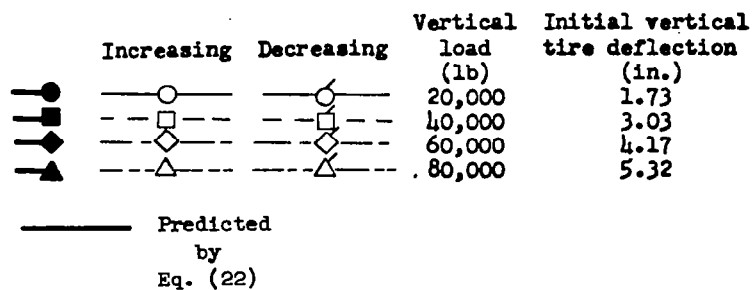 Vertical Initial vertical
Increasing Decreasing load tire deflection
(lb) (in.)
20,000 1.73
40,000 3.03
60,000 4.17
80,000 5.32
Predicted
by
Eq. (22)